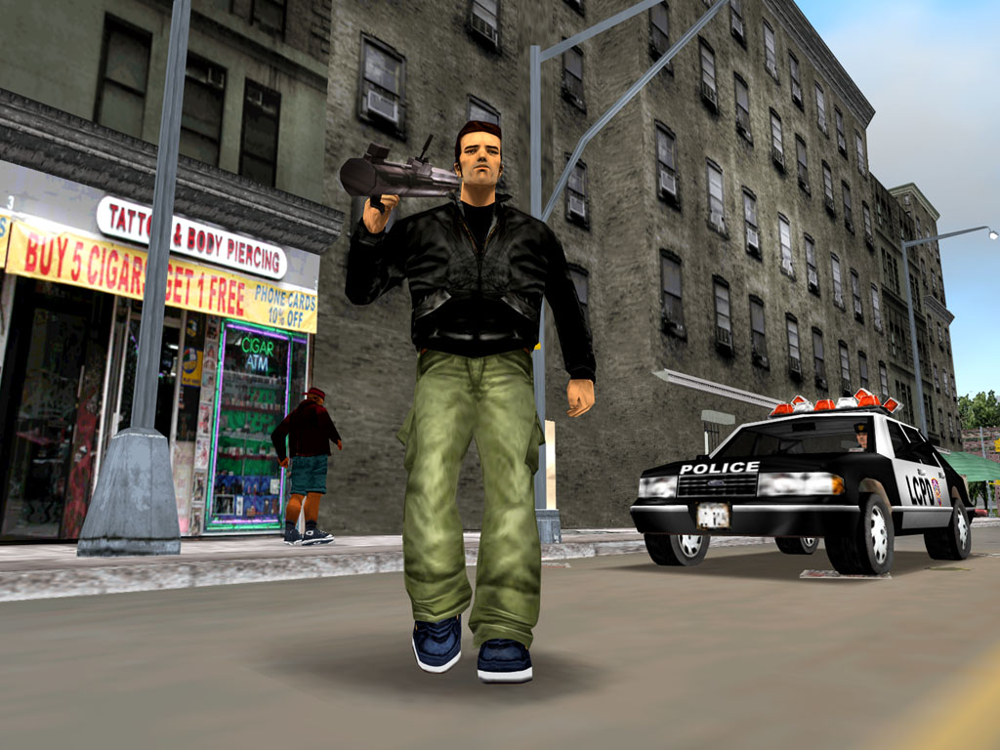 TATTOO & BODY PIERCING
BUY 5 CIGARS GET 1 FREE
PHONE CARDS
10% OFF
CIGAR
ATM
POLICE
LCPD